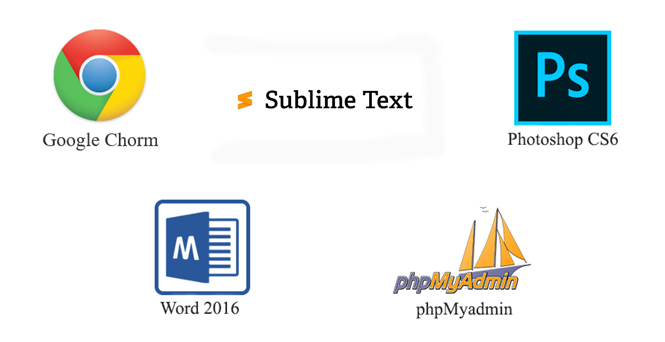 Sublime Text
Ps
Google Chorm
Photoshop CS6
W
phpMyAdmin
Word 2016
phpMyadmin